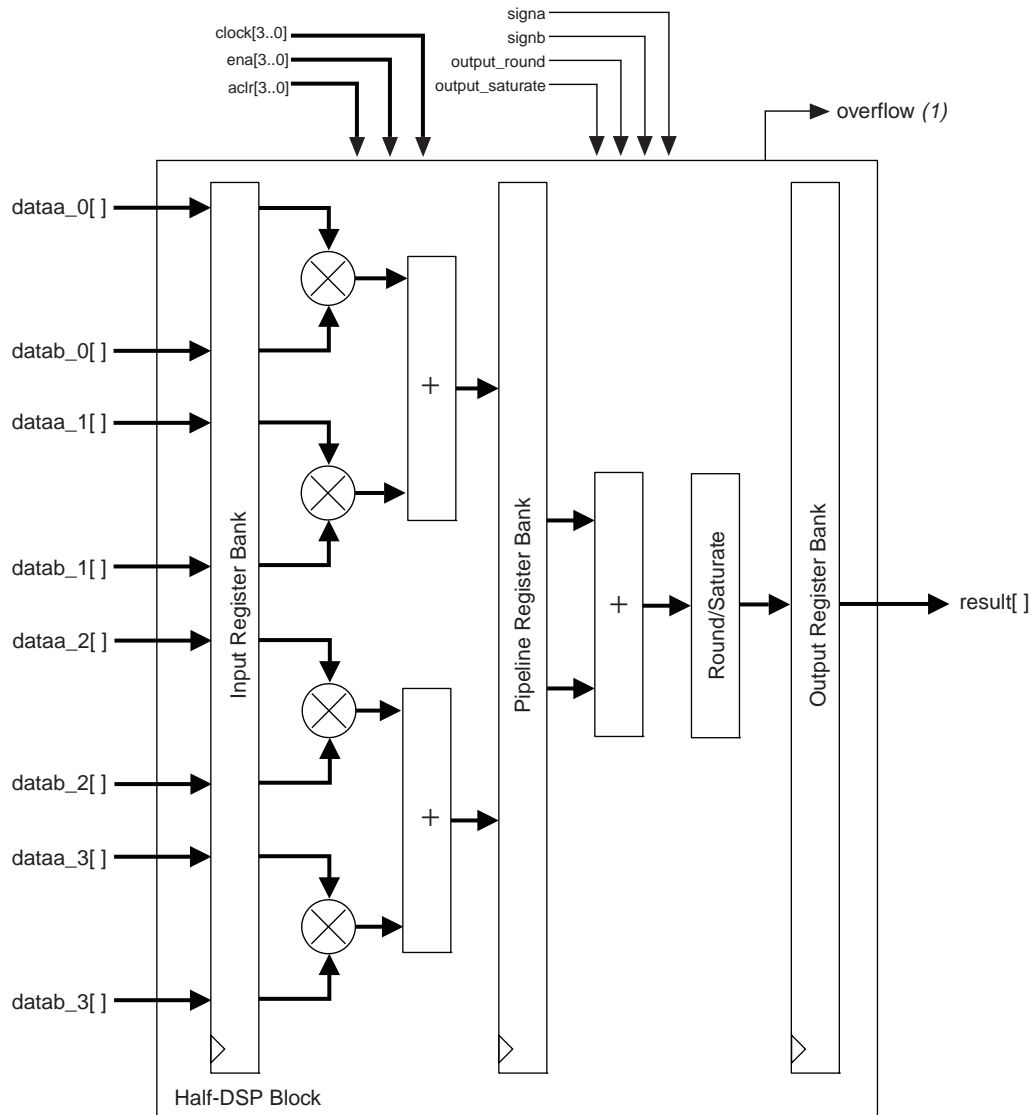 clock[3..0]
ena[3..0]
aclr[3..0]
signa
signb
output_round
output_saturate
overflow (1)
dataa_0[ ]
datab_0[ ]
dataa_1[ ]
datab_1[ ]
dataa_2[ ]
datab_2[ ]
dataa_3[ ]
datab_3[ ]
Input Register Bank
+
+
Pipeline Register Bank
+
Round/Saturate
Output Register Bank
result[ ]
Half-DSP Block